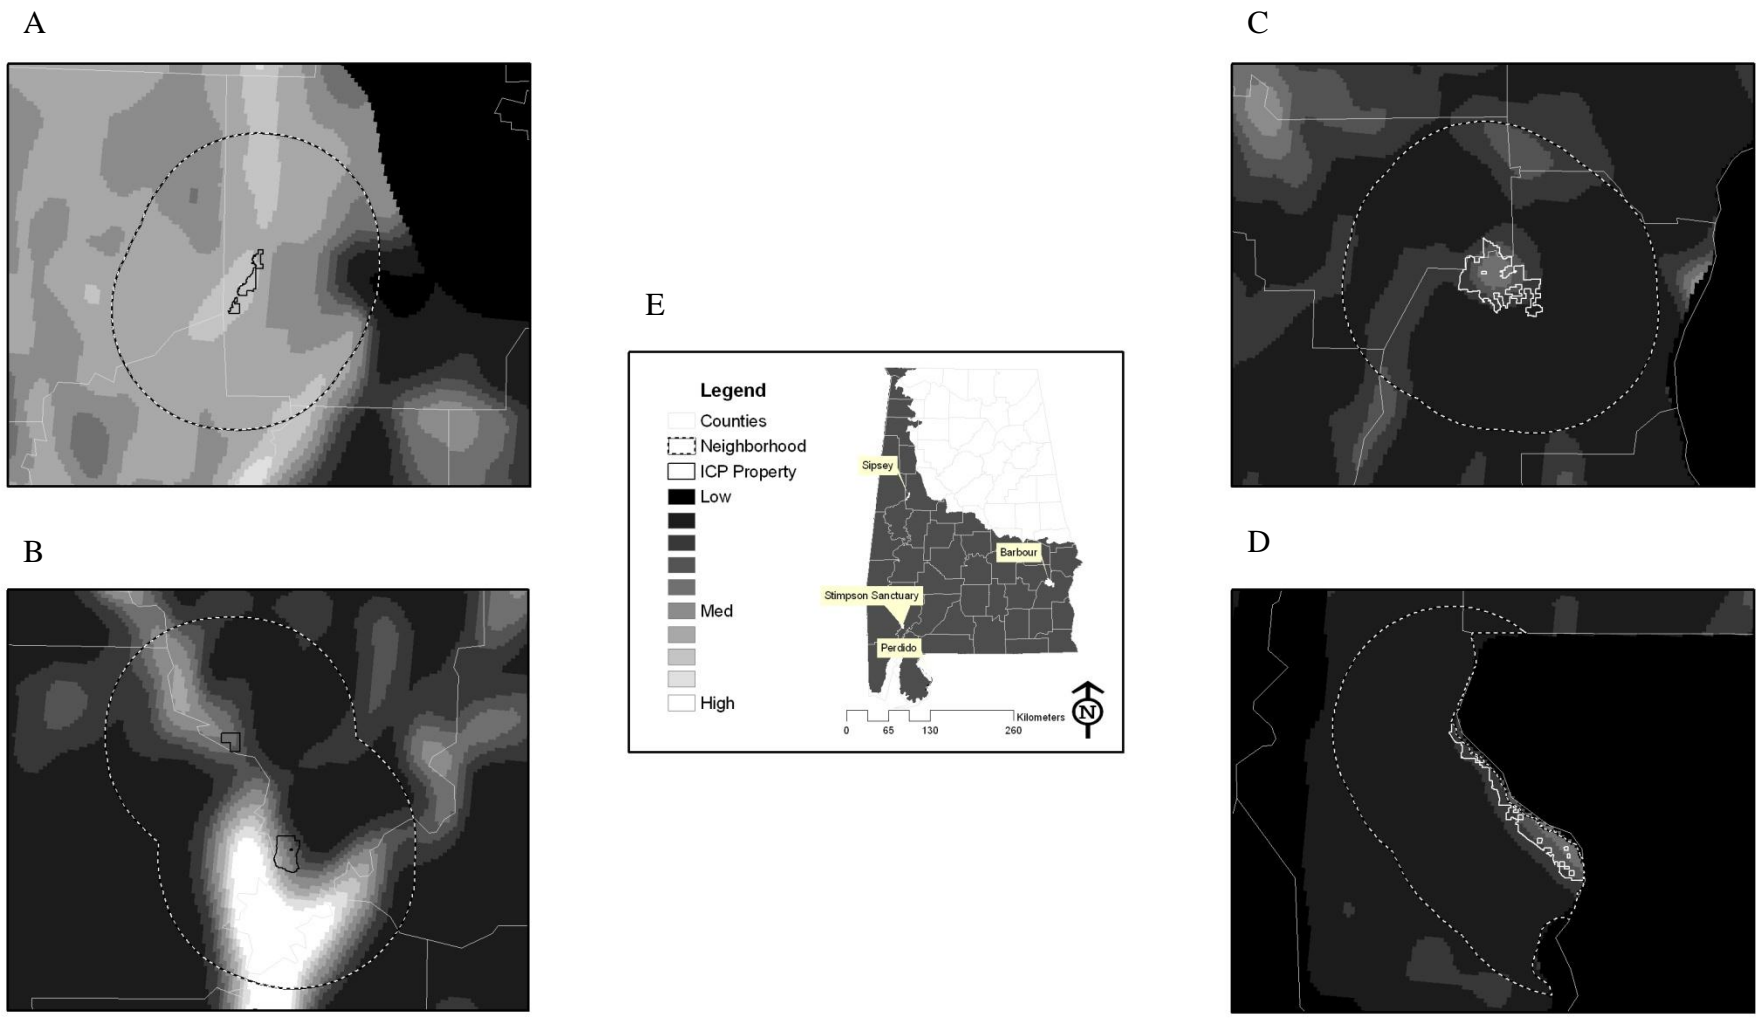 A
C
E
Legend
Counties
Neighborhood
ICP Property
Low
Med
High
Sipsey
Barbour
Stimpson Sanctuary
Perdido
N
Kilometers
0 65 130 260
B
D